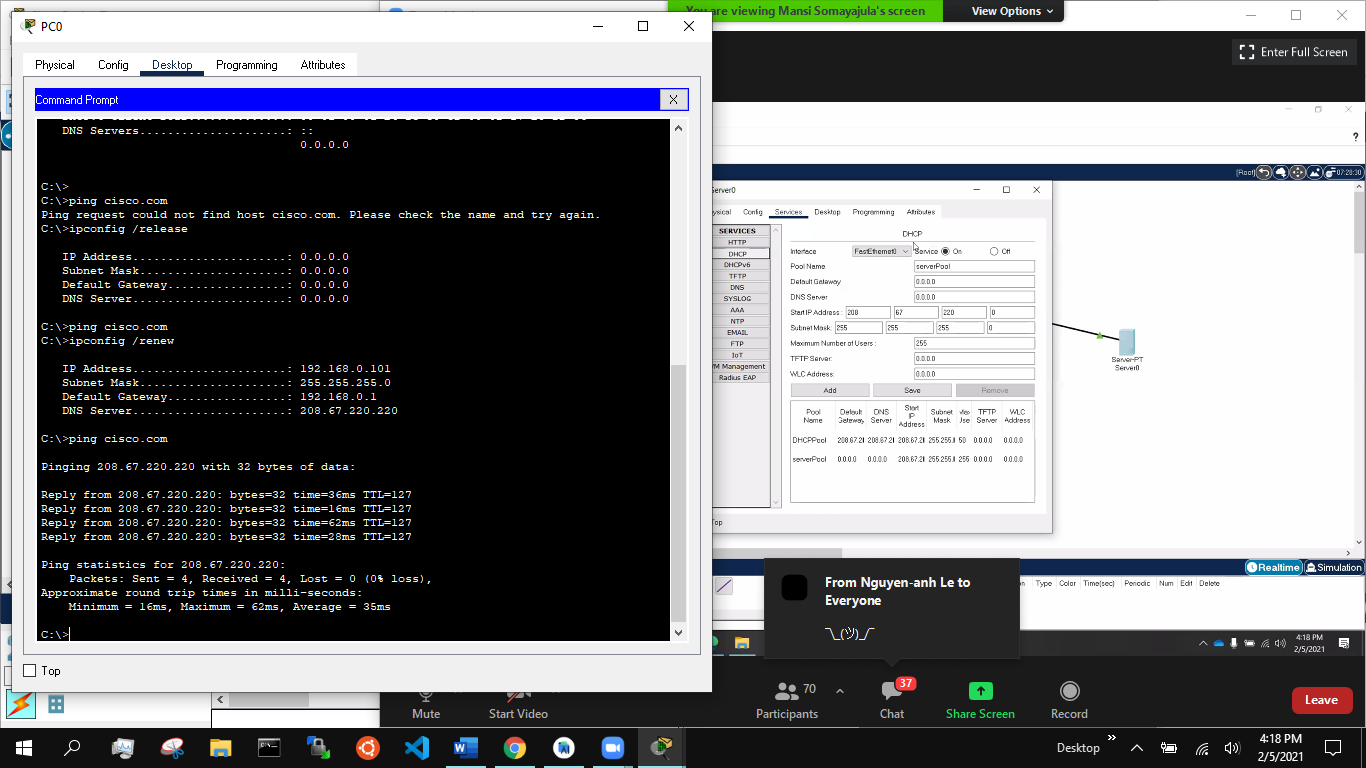 PC0
Physical Config Desktop Programming Attributes
Command Prompt X
DNS Servers.....................: ::
0.0.0.0
C:\>
C:\>ping cisco.com
Ping request could not find host cisco.com. Please check the name and try again.
C:\>ipconfig /release
IP Address......................: 0.0.0.0
Subnet Mask.....................: 0.0.0.0
Default Gateway.................: 0.0.0.0
DNS Server......................: 0.0.0.0
C:\>ping cisco.com
C:\>ipconfig /renew
IP Address......................: 192.168.0.101
Subnet Mask.....................: 255.255.255.0
Default Gateway.................: 192.168.0.1
DNS Server......................: 208.67.220.220
C:\>ping cisco.com
Pinging 208.67.220.220 with 32 bytes of data:
Reply from 208.67.220.220: bytes=32 time=36ms TTL=127
Reply from 208.67.220.220: bytes=32 time=16ms TTL=127
Reply from 208.67.220.220: bytes=32 time=62ms TTL=127
Reply from 208.67.220.220: bytes=32 time=28ms TTL=127
Ping statistics for 208.67.220.220:
Packets: Sent = 4, Received = 4, Lost = 0 (0% loss),
Approximate round trip times in milli-seconds:
Minimum = 16ms, Maximum = 62ms, Average = 35ms
C:\>
Top
You are viewing Mansi Somayajula's screen View Options
Enter Full Screen
?
[Root] 07:28:30
Server0
Config Services Desktop Programming Attributes
SERVICES
HTTP
DHCP
DHCPv6
TFTP
DNS
SYSLOG
AAA
NTP
EMAIL
FTP
IoT
VM Management
Radius EAP
DHCP
Interface FastEthernet0 Service On Off
Pool Name serverPool
Default Gateway 0.0.0.0
DNS Server 0.0.0.0
Start IP Address : 208 67 220 0
Subnet Mask: 255 255 255 0
Maximum Number of Users : 255
TFTP Server: 0.0.0.0
WLC Address: 0.0.0.0
Add Save Remove
Pool Name Default Gateway DNS Server Start IP Address Subnet Mask TFTP Server WLC Address
DHCPPool 208.67.2 208.67.2 208.67.2 255.255. 50 0.0.0.0 0.0.0.0
serverPool 0.0.0.0 0.0.0.0 208.67.2 255.255. 255 0.0.0.0 0.0.0.0
Top
Server-PT
Server0
Realtime Simulation
Type Color Time(sec) Periodic Num Edit Delete
From Nguyen-anh Le to
Everyone
¯\_(ツ)_/¯
4:18 PM
2/5/2021
Mute Start Video Participants 70 Chat 37 Share Screen Record Leave
Desktop
4:18 PM
2/5/2021